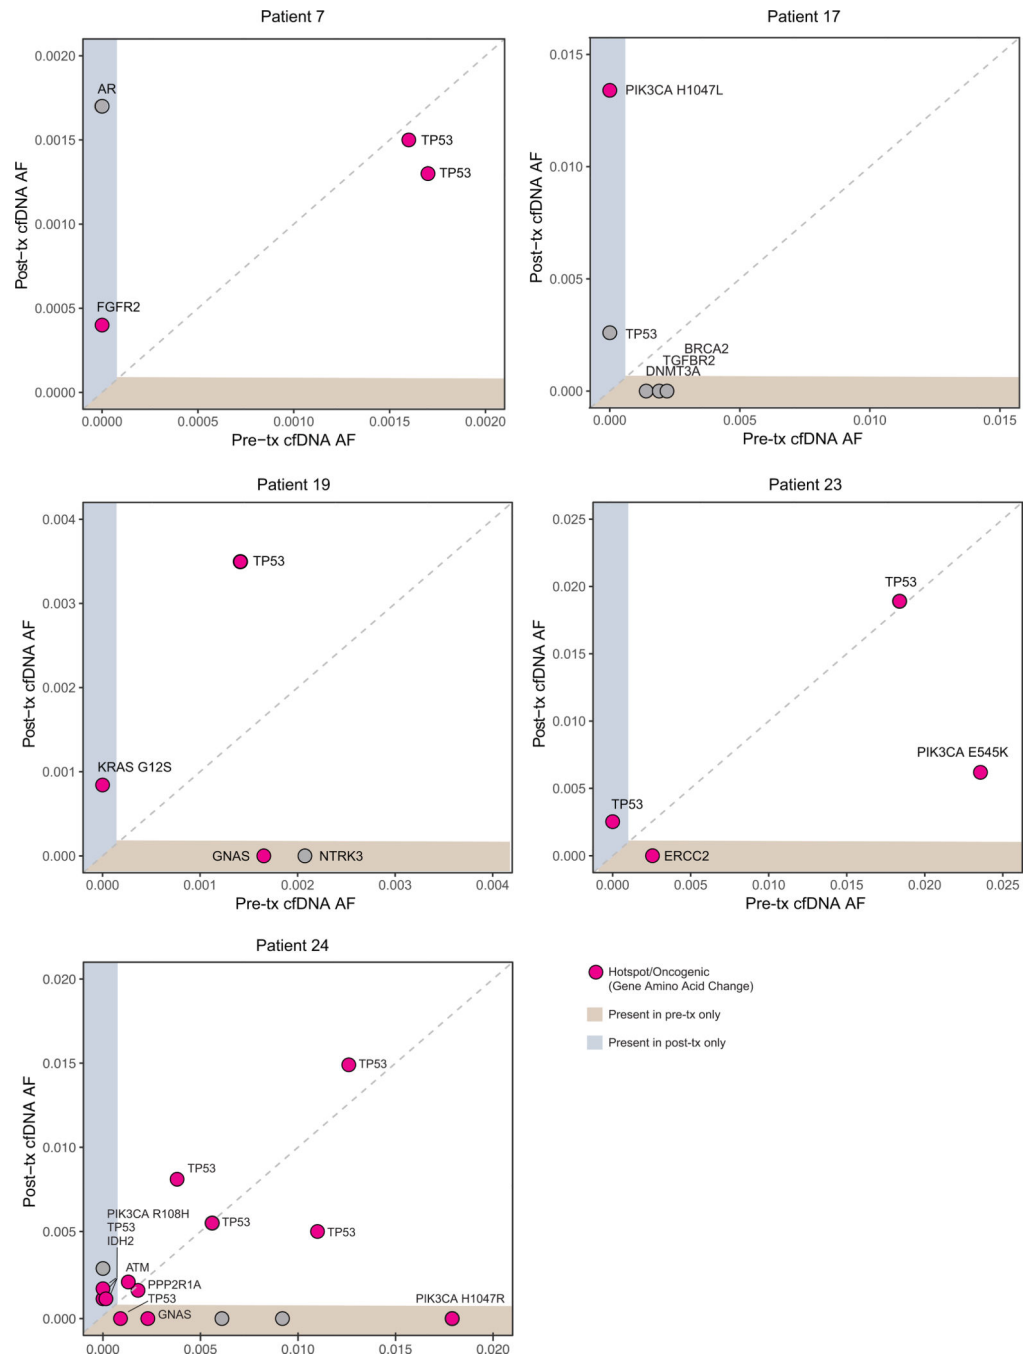 Patient 7
0.0020
0.0015
0.0010
0.0005
0.0000
Post-tx cfDNA AF
AR
TP53
TP53
FGFR2
0.0000
0.0005
0.0010
0.0015
0.0020
Pre-tx cfDNA AF
Patient 17
0.015
0.010
0.005
0.000
Post-tx cfDNA AF
PIK3CA H1047L
TP53
BRCA2
TGFBR2
DNMT3A
0.000
0.005
0.010
0.015
Pre-tx cfDNA AF
Patient 19
0.004
0.003
0.002
0.001
0.000
Post-tx cfDNA AF
TP53
KRAS G12S
GNAS
NTRK3
0.000
0.001
0.002
0.003
0.004
Pre-tx cfDNA AF
Patient 23
0.025
0.020
0.015
0.010
0.005
0.000
Post-tx cfDNA AF
TP53
PIK3CA E545K
TP53
ERCC2
0.000
0.005
0.010
0.015
0.020
0.025
Pre-tx cfDNA AF
Patient 24
0.020
0.015
0.010
0.005
0.000
Post-tx cfDNA AF
TP53
TP53
PIK3CA R108H
TP53
IDH2
TP53
TP53
ATM
PPP2R1A
TP53
GNAS
PIK3CA H1047R
0.000
0.005
0.010
0.015
0.020
Hotspot/Oncogenic
(Gene Amino Acid Change)
Present in pre-tx only
Present in post-tx only